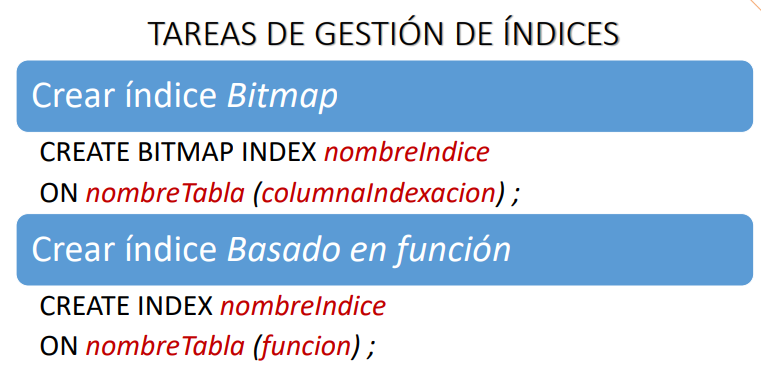 TAREAS DE GESTIÓN DE ÍNDICES
Crear índice Bitmap
CREATE BITMAP INDEX nombreIndice
ON nombreTabla (columnaIndexacion) ;
Crear índice Basado en función
CREATE INDEX nombreIndice
ON nombreTabla (funcion) ;